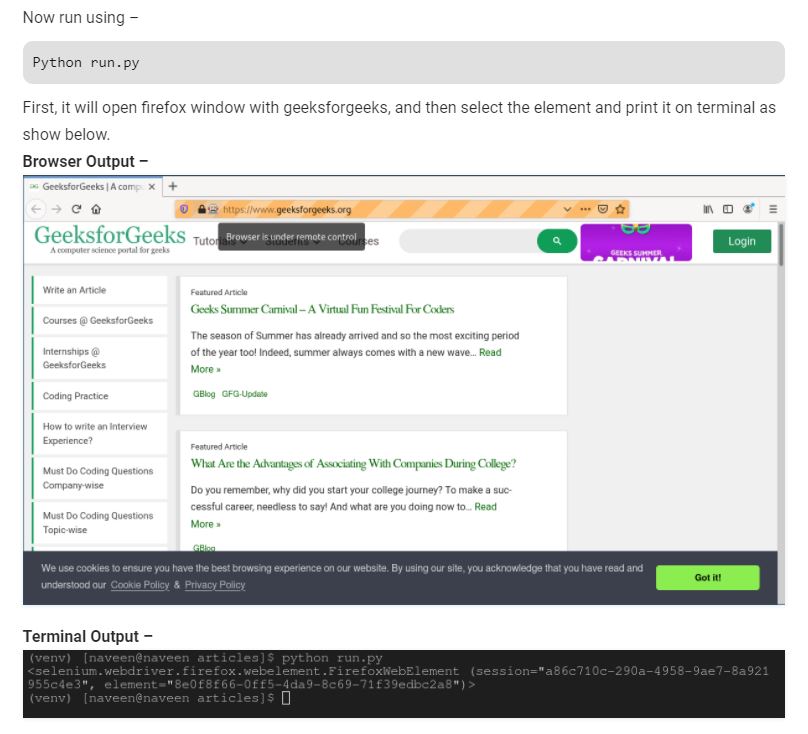 Now run using –
Python run.py
First, it will open firefox window with geeksforgeeks, and then select the element and print it on terminal as
show below.
Browser Output –
GeeksforGeeks | A comp
https://www.geeksforgeeks.org
GeeksforGeeks
A computer science portal for geeks
Tutorials Students Courses
Browser is under remote control
GEEKS SUMMER
CARNIVAL
Login
Write an Article
Courses @ GeeksforGeeks
Internships @
GeeksforGeeks
Coding Practice
How to write an Interview
Experience?
Must Do Coding Questions
Company-wise
Must Do Coding Questions
Topic-wise
Featured Article
Geeks Summer Carnival – A Virtual Fun Festival For Coders
The season of Summer has already arrived and so the most exciting period
of the year too! Indeed, summer always comes with a new wave... Read
More »
GBlog GFG-Update
Featured Article
What Are the Advantages of Associating With Companies During College?
Do you remember, why did you start your college journey? To make a suc-
cessful career, needless to say! And what are you doing now to... Read
More »
GBlog
We use cookies to ensure you have the best browsing experience on our website. By using our site, you acknowledge that you have read and
understood our Cookie Policy & Privacy Policy
Got it!
Terminal Output –
(venv) [naveen@naveen articles]$ python run.py
<selenium.webdriver.firefox.webelement.FirefoxWebElement (session="a86c710c-290a-4958-9ae7-8a921
955c4e3", element="8e0f8f66-0ff5-4da9-8c69-71f39edbc2a8")>
(venv) [naveen@naveen articles]$